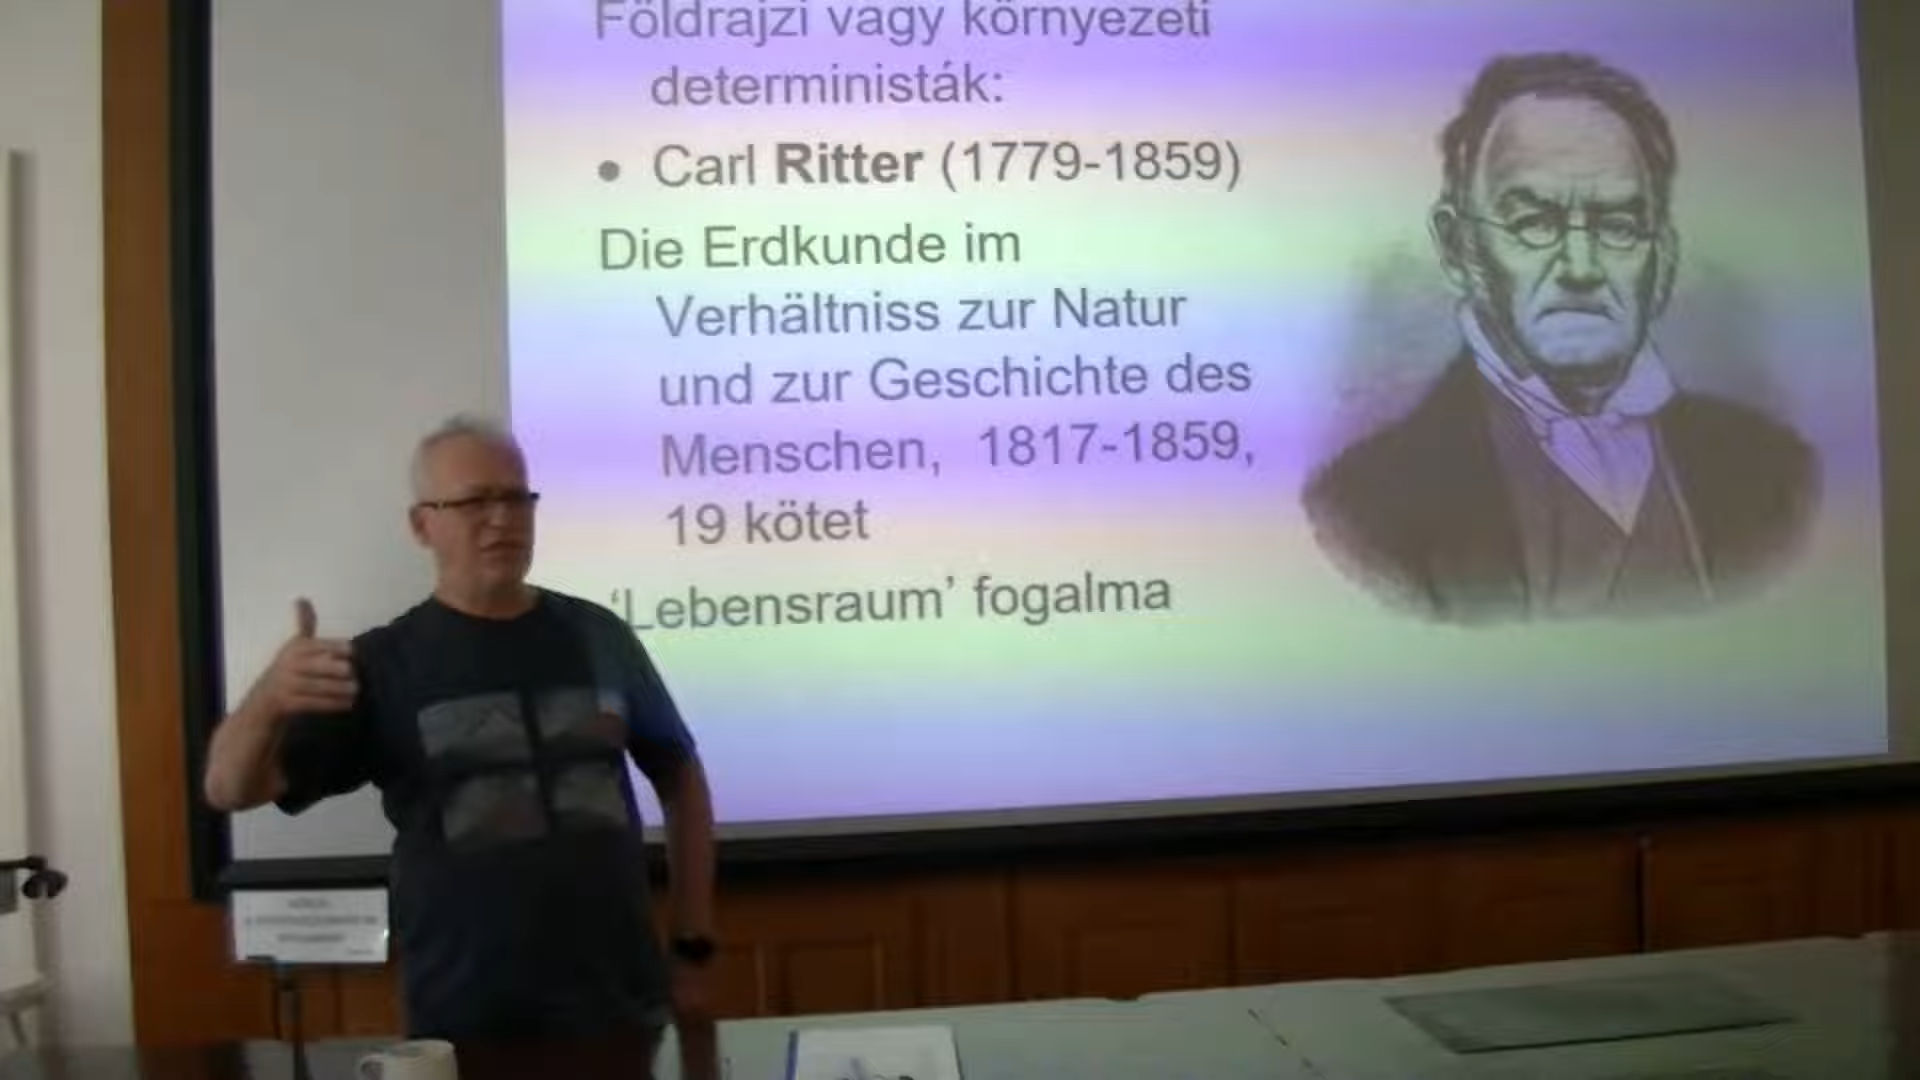 Földrajzi vagy környezeti
deterministák:
• Carl Ritter (1779-1859)
Die Erdkunde im
Verhältniss zur Natur
und zur Geschichte des
Menschen, 1817-1859,
19 kötet
‘Lebensraum’ fogalma